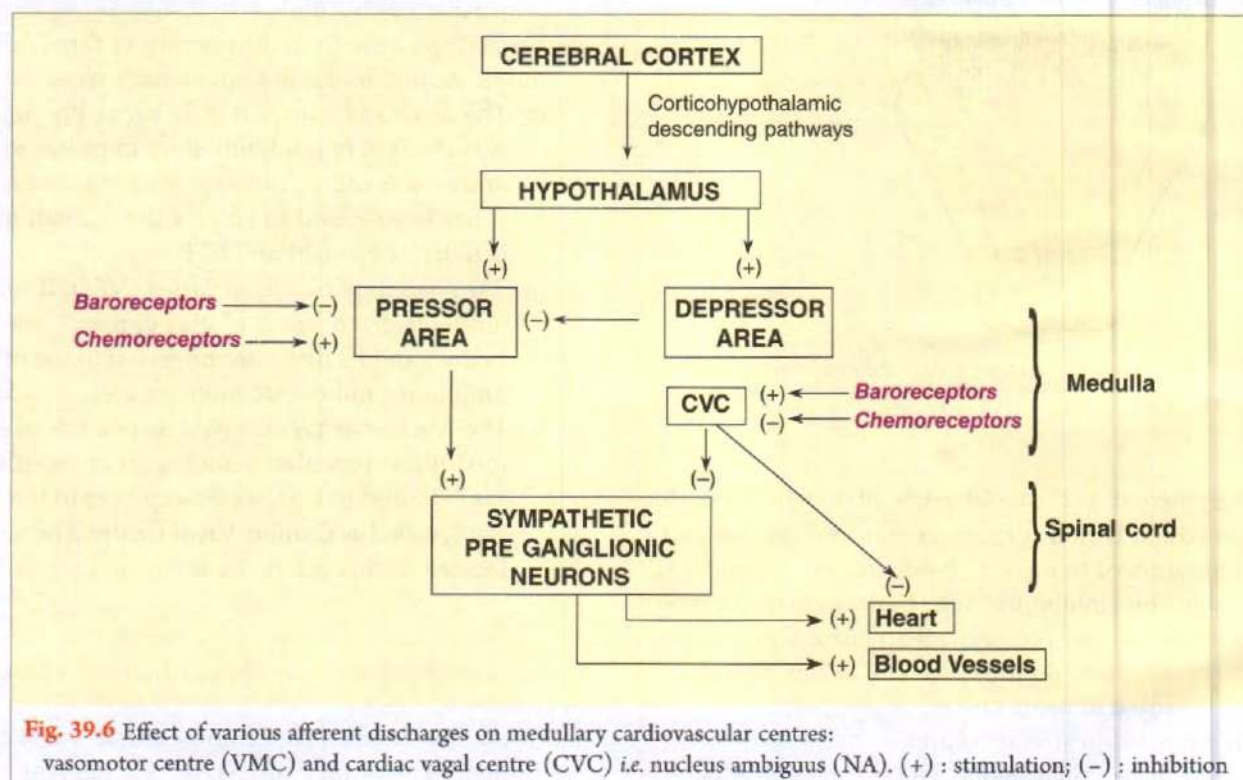 CEREBRAL CORTEX
Corticohypothalamic
descending pathways
HYPOTHALAMUS
(+)
(+)
Baroreceptors
(–)
PRESSOR
AREA
(–)
DEPRESSOR
AREA
Chemoreceptors
(+)
Medulla
CVC
(+)
Baroreceptors
(–)
Chemoreceptors
(+)
(–)
SYMPATHETIC
PRE GANGLIONIC
NEURONS
Spinal cord
(–)
(+) Heart
(+) Blood Vessels
Fig. 39.6 Effect of various afferent discharges on medullary cardiovascular centres:
vasomotor centre (VMC) and cardiac vagal centre (CVC) i.e. nucleus ambiguus (NA). (+) : stimulation; (–) : inhibition